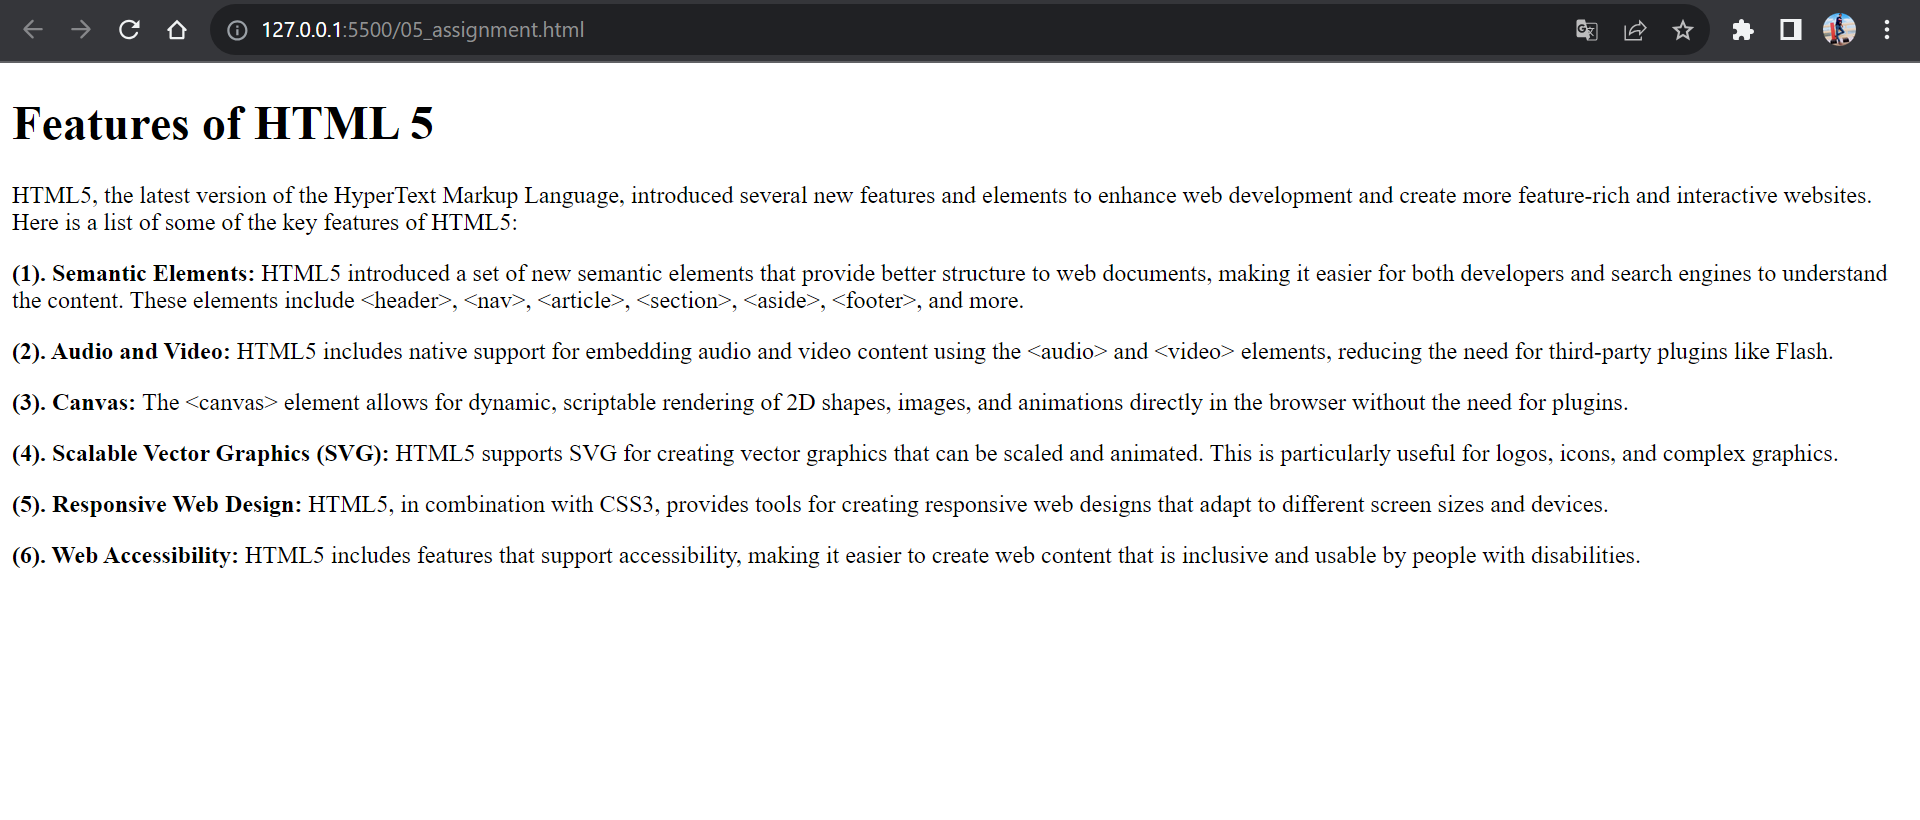 127.0.0.1:5500/05_assignment.html
Features of HTML 5
HTML5, the latest version of the HyperText Markup Language, introduced several new features and elements to enhance web development and create more feature-rich and interactive websites.
Here is a list of some of the key features of HTML5:
(1). Semantic Elements: HTML5 introduced a set of new semantic elements that provide better structure to web documents, making it easier for both developers and search engines to understand
the content. These elements include <header>, <nav>, <article>, <section>, <aside>, <footer>, and more.
(2). Audio and Video: HTML5 includes native support for embedding audio and video content using the <audio> and <video> elements, reducing the need for third-party plugins like Flash.
(3). Canvas: The <canvas> element allows for dynamic, scriptable rendering of 2D shapes, images, and animations directly in the browser without the need for plugins.
(4). Scalable Vector Graphics (SVG): HTML5 supports SVG for creating vector graphics that can be scaled and animated. This is particularly useful for logos, icons, and complex graphics.
(5). Responsive Web Design: HTML5, in combination with CSS3, provides tools for creating responsive web designs that adapt to different screen sizes and devices.
(6). Web Accessibility: HTML5 includes features that support accessibility, making it easier to create web content that is inclusive and usable by people with disabilities.